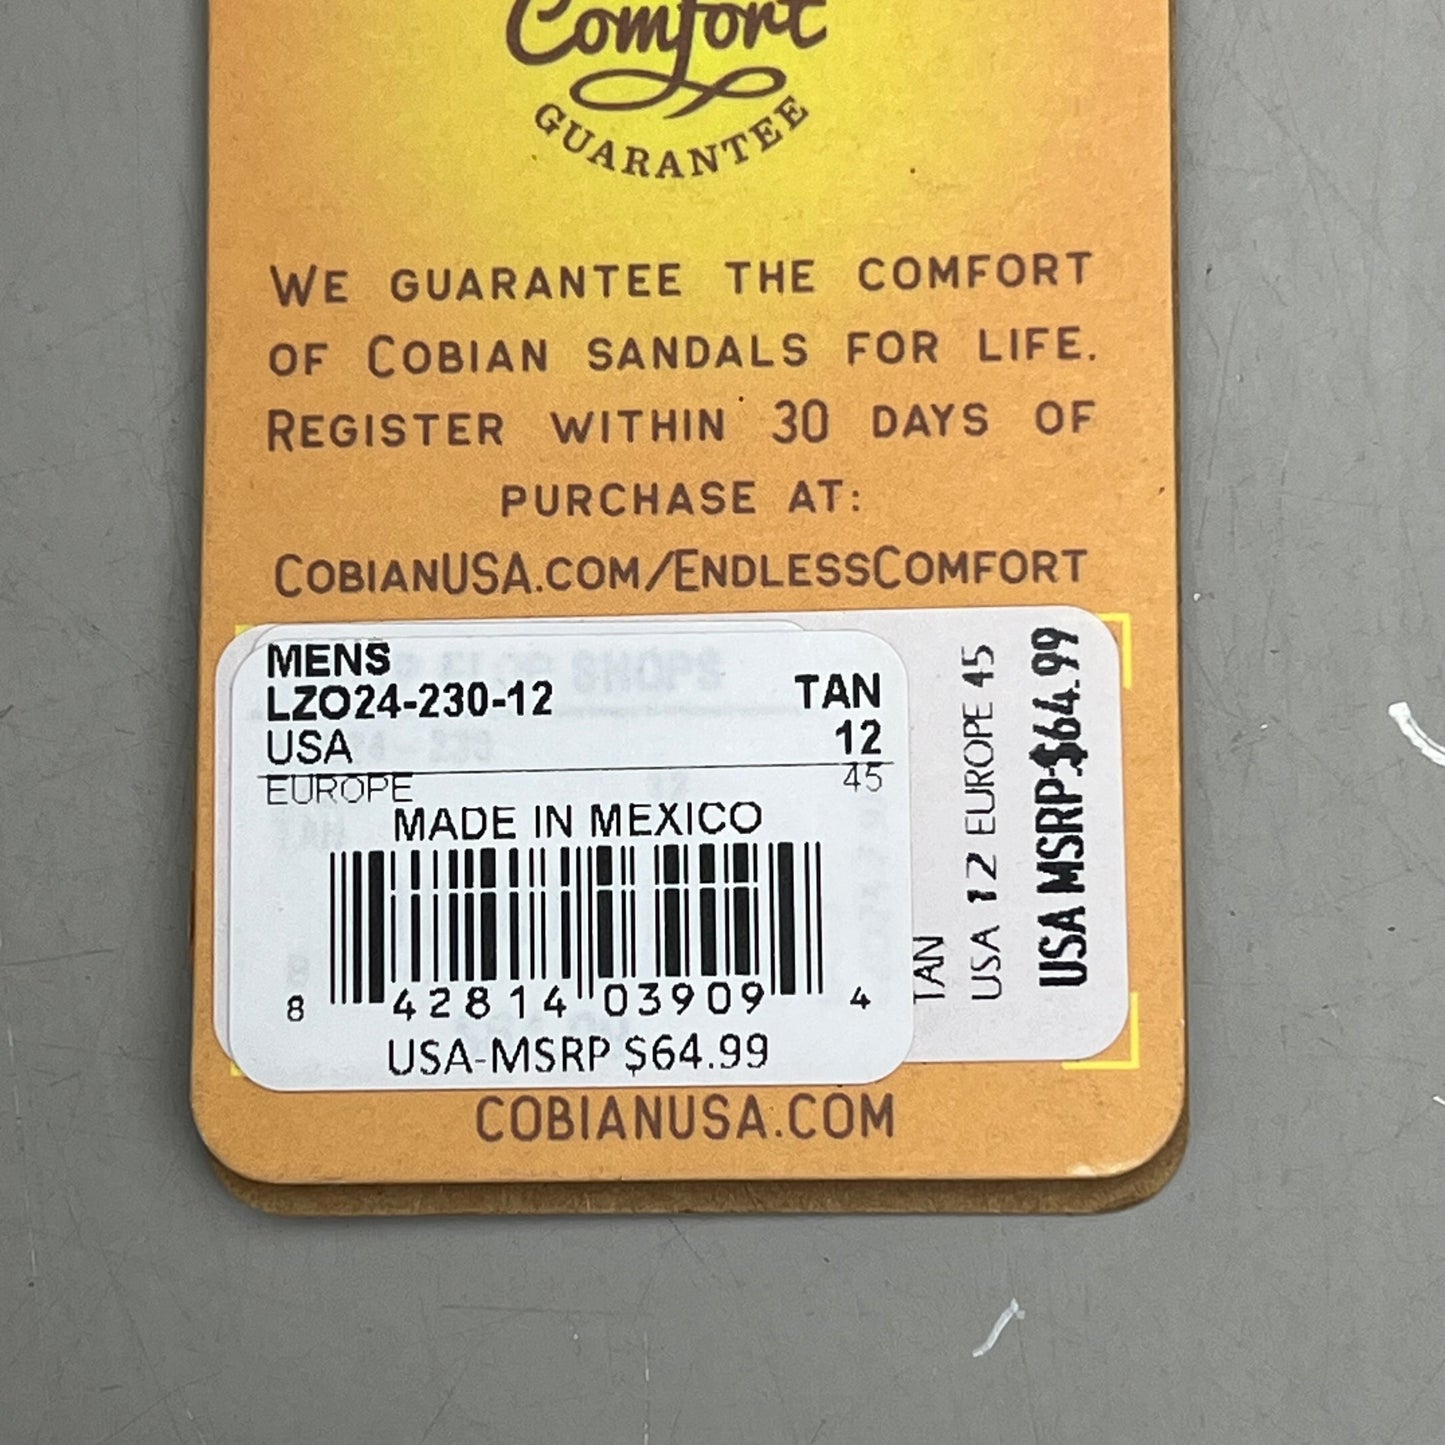 Comfort
GUARANTEE
WE GUARANTEE THE COMFORT
OF COBIAN SANDALS FOR LIFE.
REGISTER WITHIN 30 DAYS OF
PURCHASE AT:
COBIANUSA.COM/ENDLESSCOMFORT
MENS
LZO24-230-12 TAN
USA 12
EUROPE 45
MADE IN MEXICO
8 42814 03909 4
USA-MSRP $64.99
TAN
USA 12 EUROPE 45
USA MSRP:$64.99
COBIANUSA.COM